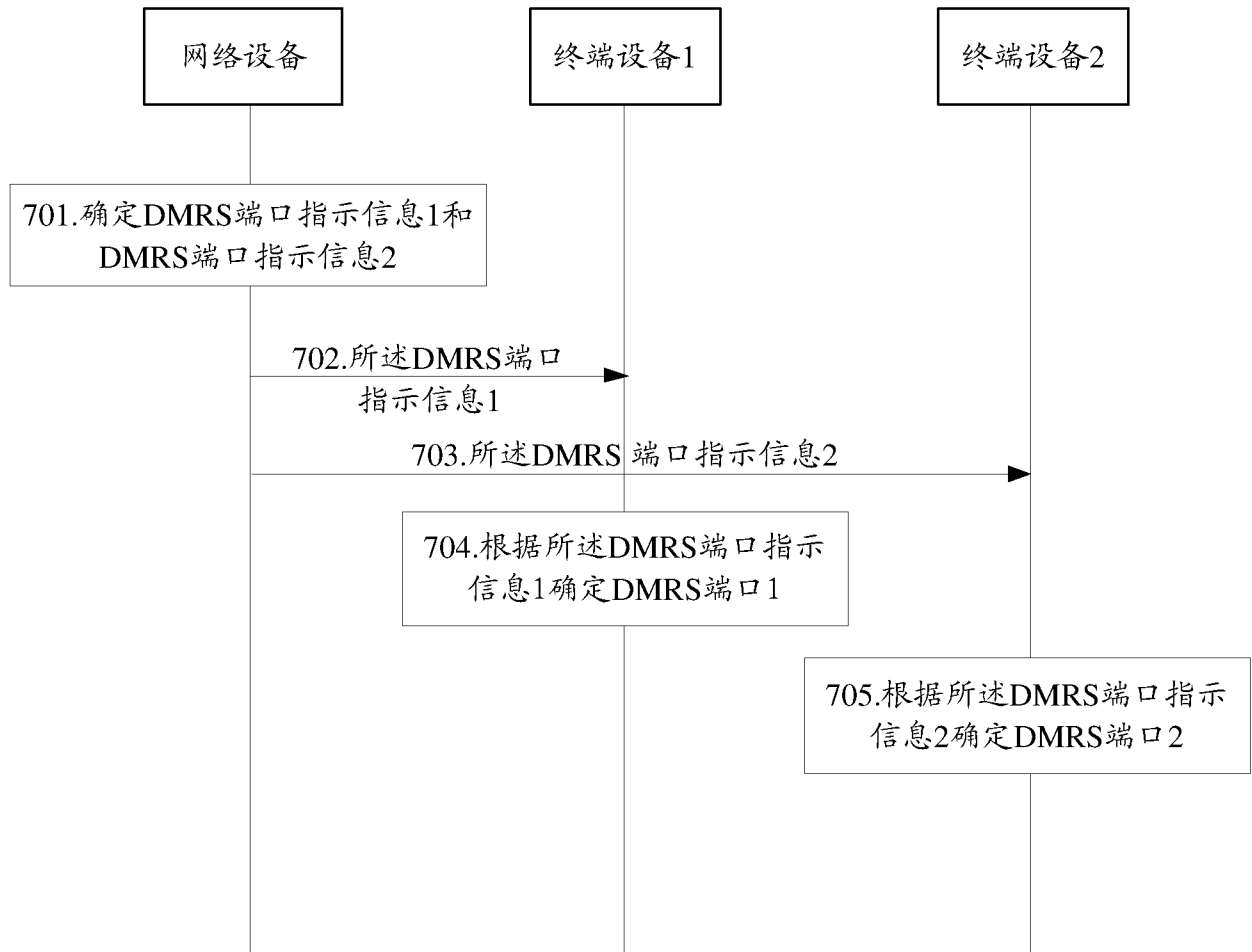 网络设备
终端设备1
终端设备2
701.确定DMRS端口指示信息1和
DMRS端口指示信息2
702.所述DMRS端口
指示信息1
703.所述DMRS 端口指示信息2
704.根据所述DMRS端口指示
信息1确定DMRS端口1
705.根据所述DMRS端口指示
信息2确定DMRS端口2